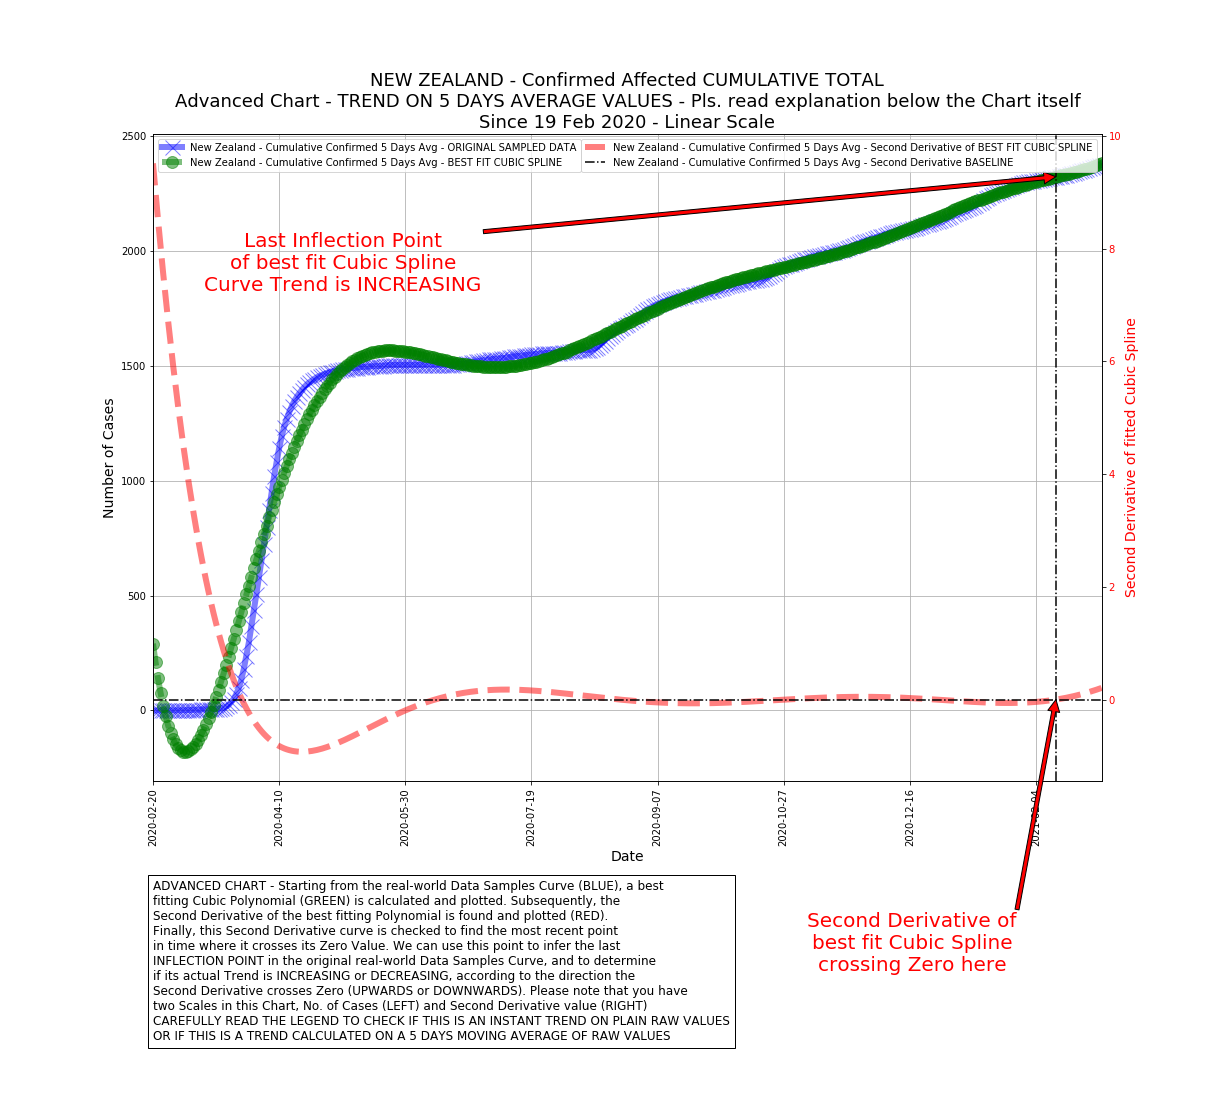 NEW ZEALAND - Confirmed Affected CUMULATIVE TOTAL
Advanced Chart - TREND ON 5 DAYS AVERAGE VALUES - Pls. read explanation below the Chart itself
Since 19 Feb 2020 - Linear Scale
New Zealand - Cumulative Confirmed 5 Days Avg - ORIGINAL SAMPLED DATA
New Zealand - Cumulative Confirmed 5 Days Avg - BEST FIT CUBIC SPLINE
New Zealand - Cumulative Confirmed 5 Days Avg - Second Derivative of BEST FIT CUBIC SPLINE
New Zealand - Cumulative Confirmed 5 Days Avg - Second Derivative BASELINE
2500
2000
1500
1000
500
0
Number of Cases
10
8
6
4
2
0
Second Derivative of fitted Cubic Spline
Last Inflection Point
of best fit Cubic Spline
Curve Trend is INCREASING
2020-02-20
2020-04-10
2020-05-30
2020-07-19
2020-09-07
2020-10-27
2020-12-16
2021-02-04
Date
ADVANCED CHART - Starting from the real-world Data Samples Curve (BLUE), a best
fitting Cubic Polynomial (GREEN) is calculated and plotted. Subsequently, the
Second Derivative of the best fitting Polynomial is found and plotted (RED).
Finally, this Second Derivative curve is checked to find the most recent point
in time where it crosses its Zero Value. We can use this point to infer the last
INFLECTION POINT in the original real-world Data Samples Curve, and to determine
if its actual Trend is INCREASING or DECREASING, according to the direction the
Second Derivative crosses Zero (UPWARDS or DOWNWARDS). Please note that you have
two Scales in this Chart, No. of Cases (LEFT) and Second Derivative value (RIGHT)
CAREFULLY READ THE LEGEND TO CHECK IF THIS IS AN INSTANT TREND ON PLAIN RAW VALUES
OR IF THIS IS A TREND CALCULATED ON A 5 DAYS MOVING AVERAGE OF RAW VALUES
Second Derivative of
best fit Cubic Spline
crossing Zero here